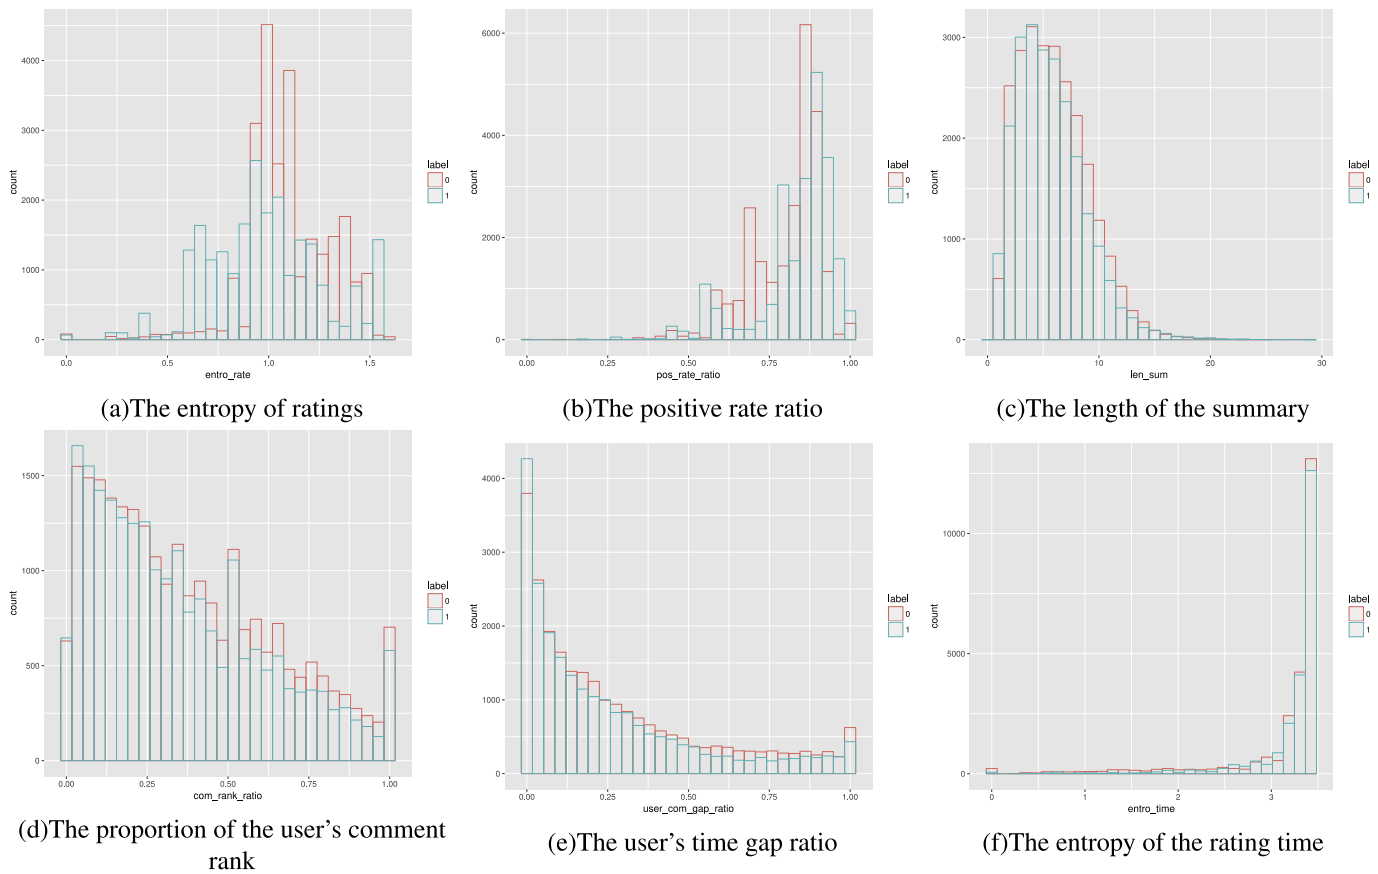 4000
3000
2000
1000
0
count
0.0
0.5
1.0
1.5
entro_rate
label
0
1
(a)The entropy of ratings
6000
4000
2000
0
count
0.00
0.25
0.50
0.75
1.00
pos_rate_ratio
label
0
1
(b)The positive rate ratio
3000
2000
1000
0
count
0
10
20
30
len_sum
label
0
1
(c)The length of the summary
1500
1000
500
0
count
0.00
0.25
0.50
0.75
1.00
com_rank_ratio
label
0
1
(d)The proportion of the user's comment
rank
4000
3000
2000
1000
0
count
0.00
0.25
0.50
0.75
1.00
user_com_gap_ratio
label
0
1
(e)The user's time gap ratio
10000
5000
0
count
0
1
2
3
entro_time
label
0
1
(f)The entropy of the rating time